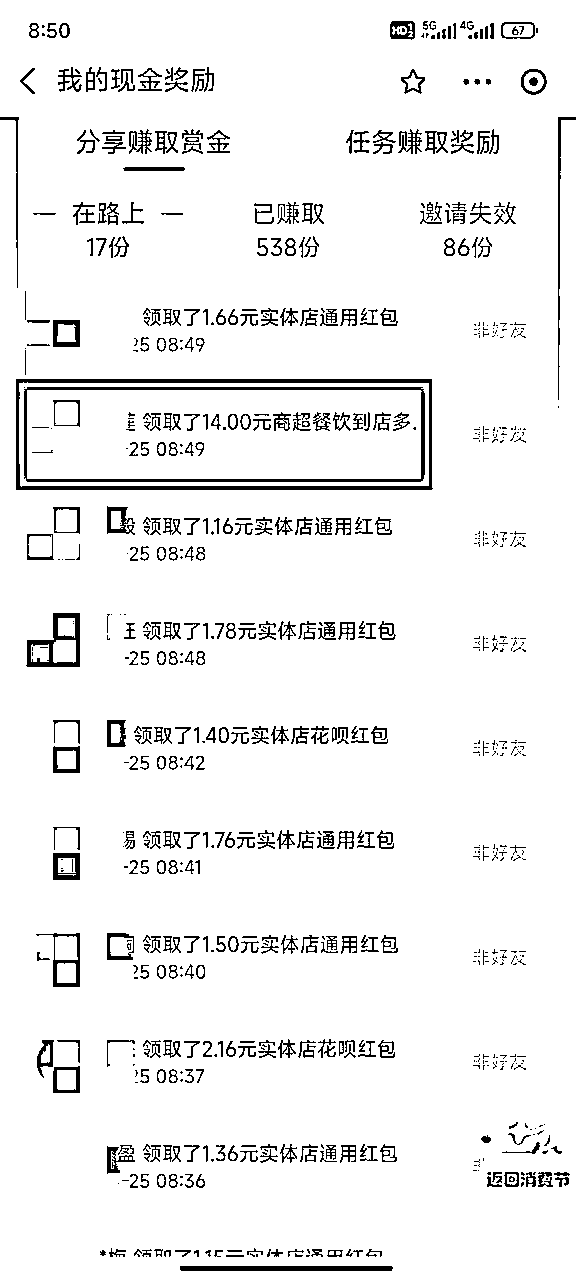 8:50 HD 5G 4G 67
我的现金奖励
分享赚取赏金 任务赚取奖励
在路上 已赚取 邀请失效
17份 538份 86份
领取了1.66元实体店通用红包 非好友
25 08:49
领取了14.00元商超餐饮到店多. 非好友
-25 08:49
领取了1.16元实体店通用红包 非好友
-25 08:48
王 领取了1.78元实体店通用红包 非好友
-25 08:48
领取了1.40元实体店花呗红包 非好友
-25 08:42
领取了1.76元实体店通用红包 非好友
-25 08:41
领取了1.50元实体店通用红包 非好友
25 08:40
领取了2.16元实体店花呗红包 非好友
25 08:37
盈 领取了1.36元实体店通用红包
-25 08:36
返回消费节
*梅 领取了1.15元实体店通用红包